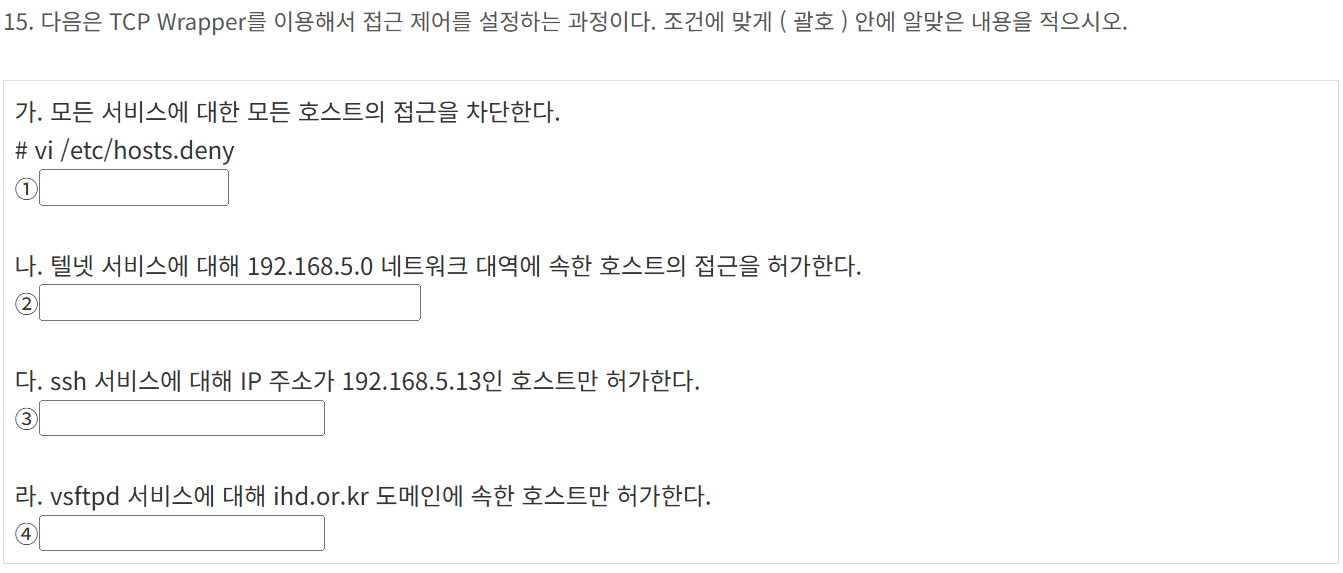 15. 다음은 TCP Wrapper를 이용해서 접근 제어를 설정하는 과정이다. 조건에 맞게 ( 괄호 ) 안에 알맞은 내용을 적으시오.
가. 모든 서비스에 대한 모든 호스트의 접근을 차단한다.
# vi /etc/hosts.deny
①
나. 텔넷 서비스에 대해 192.168.5.0 네트워크 대역에 속한 호스트의 접근을 허가한다.
②
다. ssh 서비스에 대해 IP 주소가 192.168.5.13인 호스트만 허가한다.
③
라. vsftpd 서비스에 대해 ihd.or.kr 도메인에 속한 호스트만 허가한다.
④